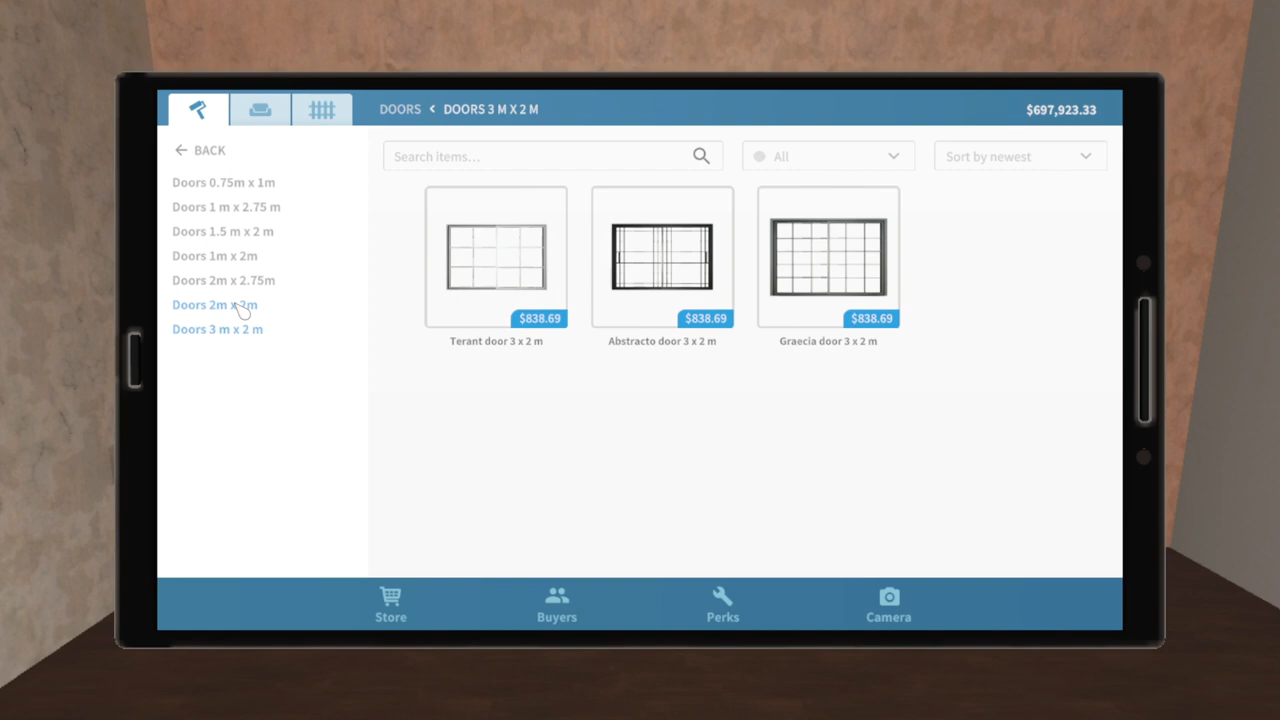 DOORS < DOORS 3 M X 2 M
$697,923.33
BACK
Search items...
All
Sort by newest
Doors 0.75m x 1m
Doors 1 m x 2.75 m
Doors 1.5 m x 2 m
Doors 1m x 2m
Doors 2m x 2.75m
Doors 2m x 2m
Doors 3 m x 2 m
$838.69
$838.69
$838.69
Terant door 3 x 2 m
Abstracto door 3 x 2 m
Graecia door 3 x 2 m
Store
Buyers
Perks
Camera